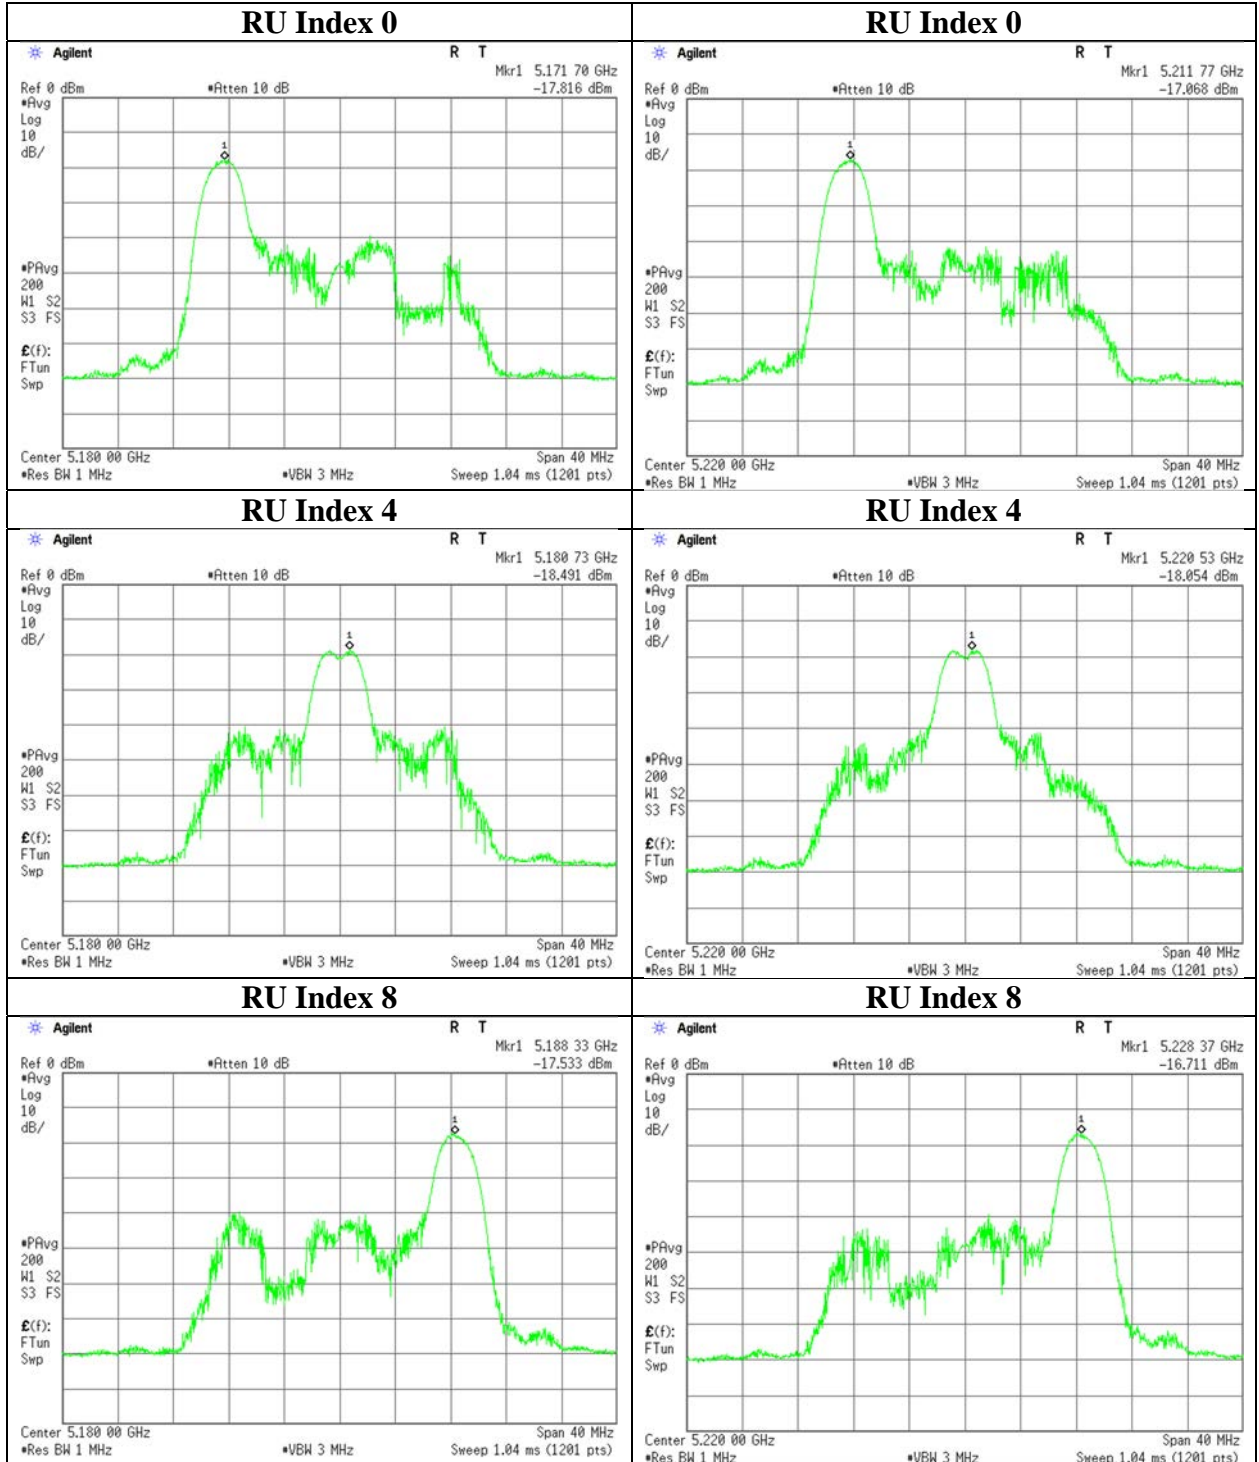 RU Index 0
Agilent R T
Mkr1 5.171 70 GHz
Ref 0 dBm #Atten 10 dB -17.816 dBm
#Avg
Log
10
dB/
1
#PAvg
200
W1 S2
S3 FS
£(f):
FTun
Swp
Center 5.180 00 GHz Span 40 MHz
#Res BW 1 MHz #VBW 3 MHz Sweep 1.04 ms (1201 pts)
RU Index 0
Agilent R T
Mkr1 5.211 77 GHz
Ref 0 dBm #Atten 10 dB -17.068 dBm
#Avg
Log
10
dB/
1
#PAvg
200
W1 S2
S3 FS
£(f):
FTun
Swp
Center 5.220 00 GHz Span 40 MHz
#Res BW 1 MHz #VBW 3 MHz Sweep 1.04 ms (1201 pts)
RU Index 4
Agilent R T
Mkr1 5.180 73 GHz
Ref 0 dBm #Atten 10 dB -18.491 dBm
#Avg
Log
10
dB/
1
#PAvg
200
W1 S2
S3 FS
£(f):
FTun
Swp
Center 5.180 00 GHz Span 40 MHz
#Res BW 1 MHz #VBW 3 MHz Sweep 1.04 ms (1201 pts)
RU Index 4
Agilent R T
Mkr1 5.220 53 GHz
Ref 0 dBm #Atten 10 dB -18.054 dBm
#Avg
Log
10
dB/
1
#PAvg
200
W1 S2
S3 FS
£(f):
FTun
Swp
Center 5.220 00 GHz Span 40 MHz
#Res BW 1 MHz #VBW 3 MHz Sweep 1.04 ms (1201 pts)
RU Index 8
Agilent R T
Mkr1 5.188 33 GHz
Ref 0 dBm #Atten 10 dB -17.533 dBm
#Avg
Log
10
dB/
1
#PAvg
200
W1 S2
S3 FS
£(f):
FTun
Swp
Center 5.180 00 GHz Span 40 MHz
#Res BW 1 MHz #VBW 3 MHz Sweep 1.04 ms (1201 pts)
RU Index 8
Agilent R T
Mkr1 5.228 37 GHz
Ref 0 dBm #Atten 10 dB -16.711 dBm
#Avg
Log
10
dB/
1
#PAvg
200
W1 S2
S3 FS
£(f):
FTun
Swp
Center 5.220 00 GHz Span 40 MHz
#Res BW 1 MHz #VBW 3 MHz Sweep 1.04 ms (1201 pts)